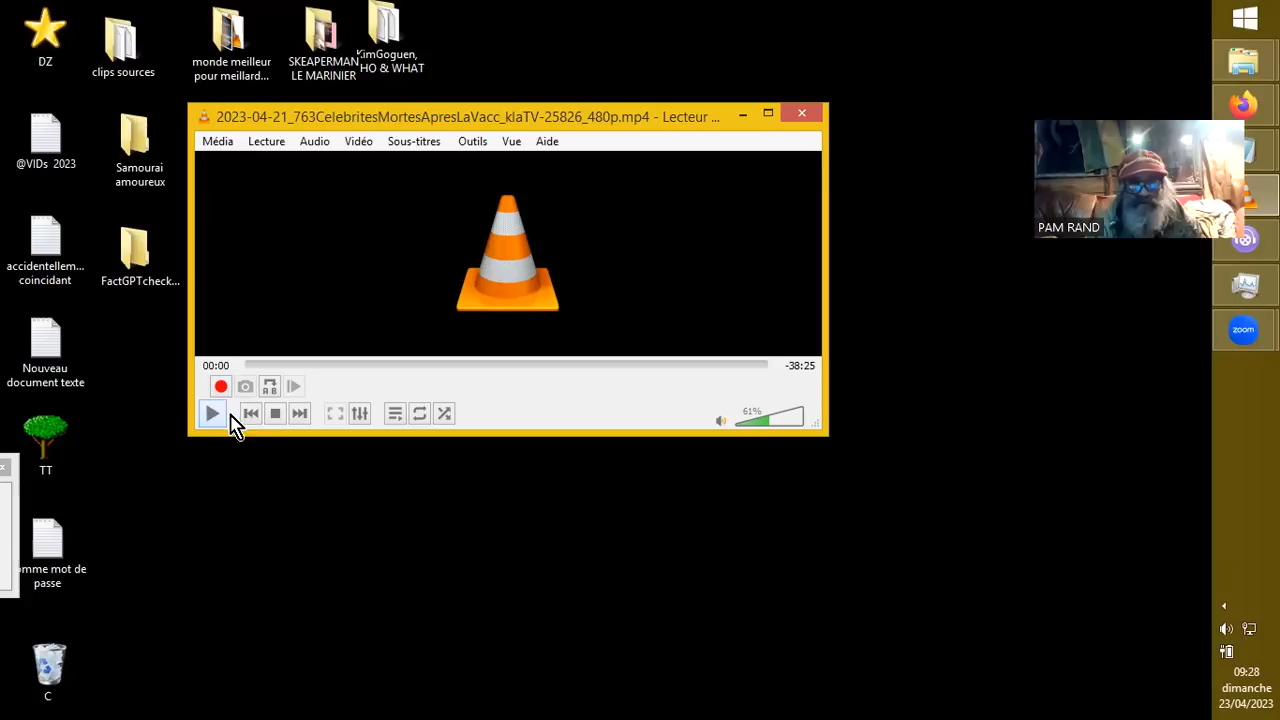 DZ
clips sources
monde meilleur
pour meillard...
SKEAPERMAN
LE MARINIER
KimGoguen,
HO & WHAT
@VIDs 2023
Samourai
amoureux
accidentellem...
coincidant
FactGPTcheck...
Nouveau
document texte
TT
omme mot de
passe
C
2023-04-21_763CelebritesMortesApresLaVacc_klaTV-25826_480p.mp4 - Lecteur ...
Média Lecture Audio Vidéo Sous-titres Outils Vue Aide
00:00
-38:25
A B
61%
PAM RAND
zoom
09:28
dimanche
23/04/2023